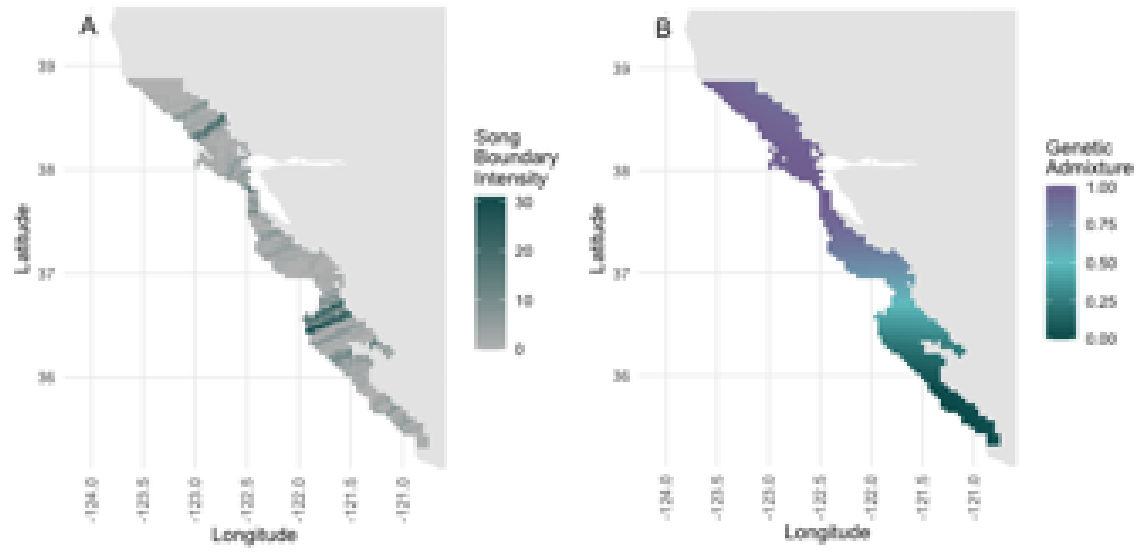 A
39
38
37
36
Latitude
-124.0
-123.5
-123.0
-122.5
-122.0
-121.5
-121.0
Longitude
Song
Boundary
Intensity
30
20
10
0
B
39
38
37
36
Latitude
-124.0
-123.5
-123.0
-122.5
-122.0
-121.5
-121.0
Longitude
Genetic
Admixture
1.00
0.75
0.50
0.25
0.00